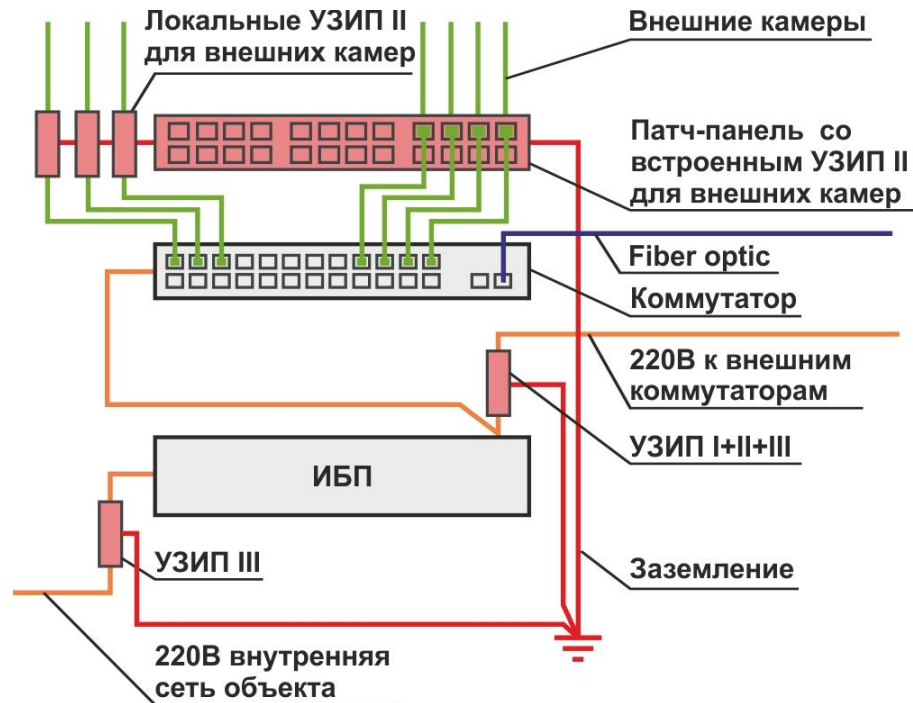 Локальные УЗИП II
для внешних камер
Внешние камеры
Патч-панель со
встроенным УЗИП II
для внешних камер
Fiber optic
Коммутатор
220В к внешним
коммутаторам
УЗИП I+II+III
ИБП
УЗИП III
Заземление
220В внутренняя
сеть объекта